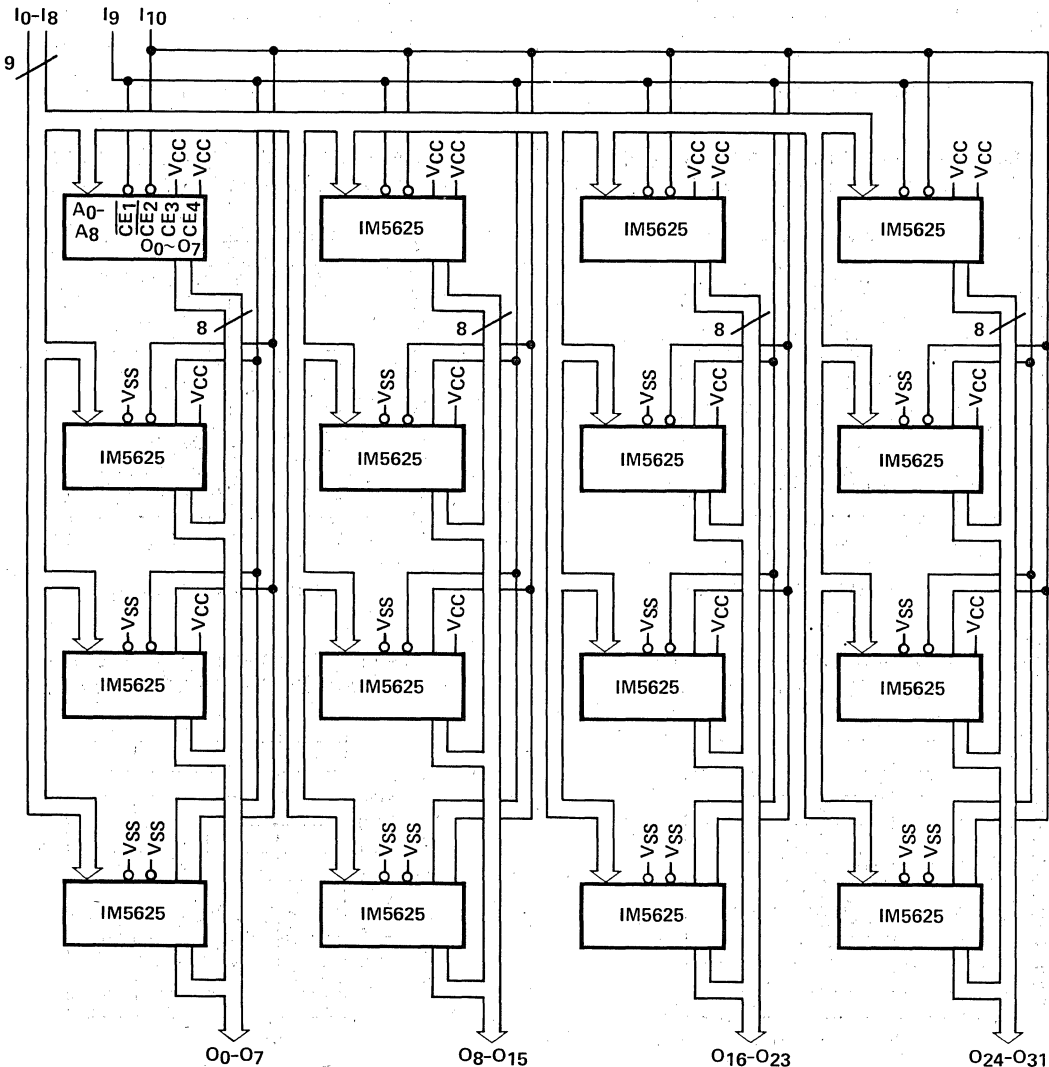 I0-I8 I9 I10
9
VCC VCC VCC VCC VCC VCC VCC VCC
A0-A8 CE1 CE2 CE3 CE4 O0~O7
IM5625 IM5625 IM5625
8 8 8 8
VSS VCC VSS VCC VSS VCC VSS VCC
IM5625 IM5625 IM5625 IM5625
VSS VCC VSS VCC VSS VCC VSS VCC
IM5625 IM5625 IM5625 IM5625
VSS VSS VSS VSS VSS VSS VSS VSS
IM5625 IM5625 IM5625 IM5625
O0-O7 O8-O15 O16-O23 O24-O31